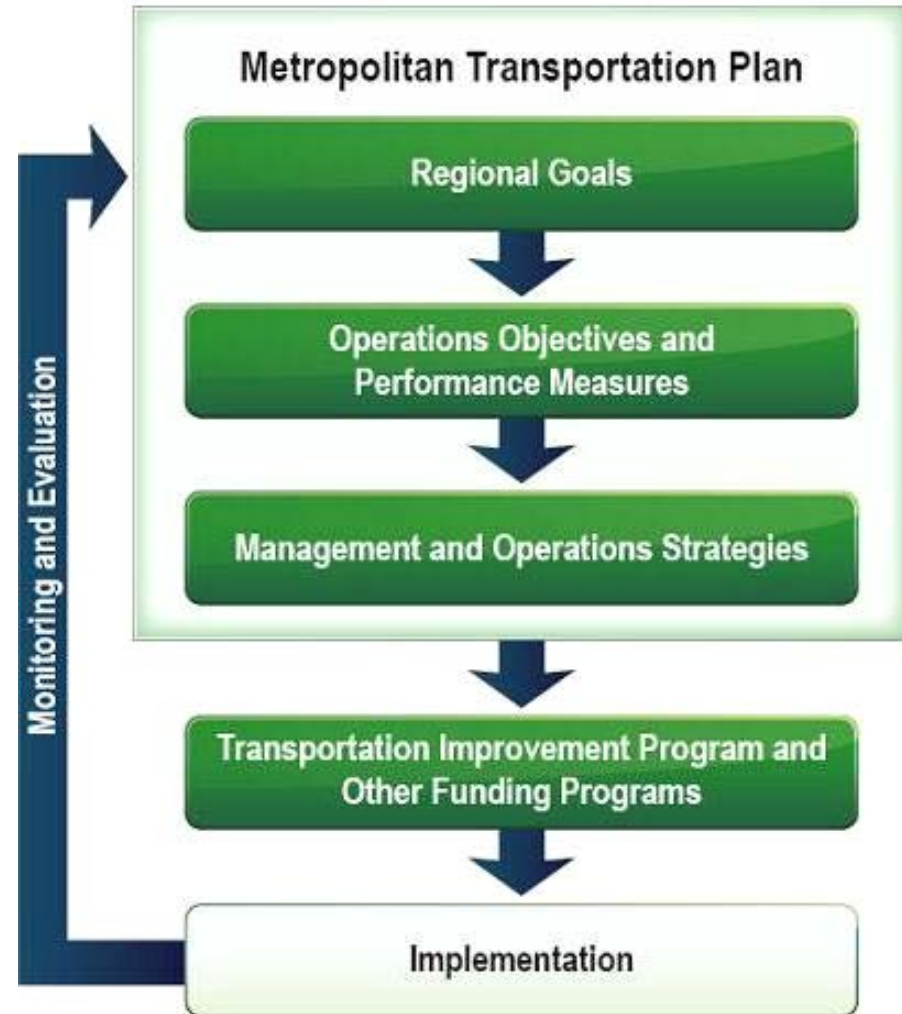 Metropolitan Transportation Plan
Regional Goals
Operations Objectives and
Performance Measures
Management and Operations Strategies
Transportation Improvement Program and
Other Funding Programs
Implementation
Monitoring and Evaluation